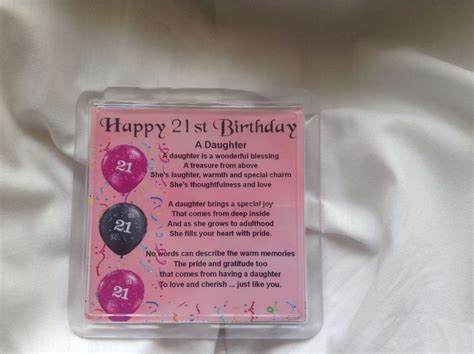 Happy 21st Birthday
A Daughter
A daughter is a wonderful blessing
A treasure from above
She's laughter, warmth and special charm
She's thoughtfulness and love
A daughter brings a special joy
That comes from deep inside
And as she grows to adulthood
She fills your heart with pride.
No words can describe the warm memories
The pride and gratitude too
that comes from having a daughter
To love and cherish ... just like you.
21
21
21